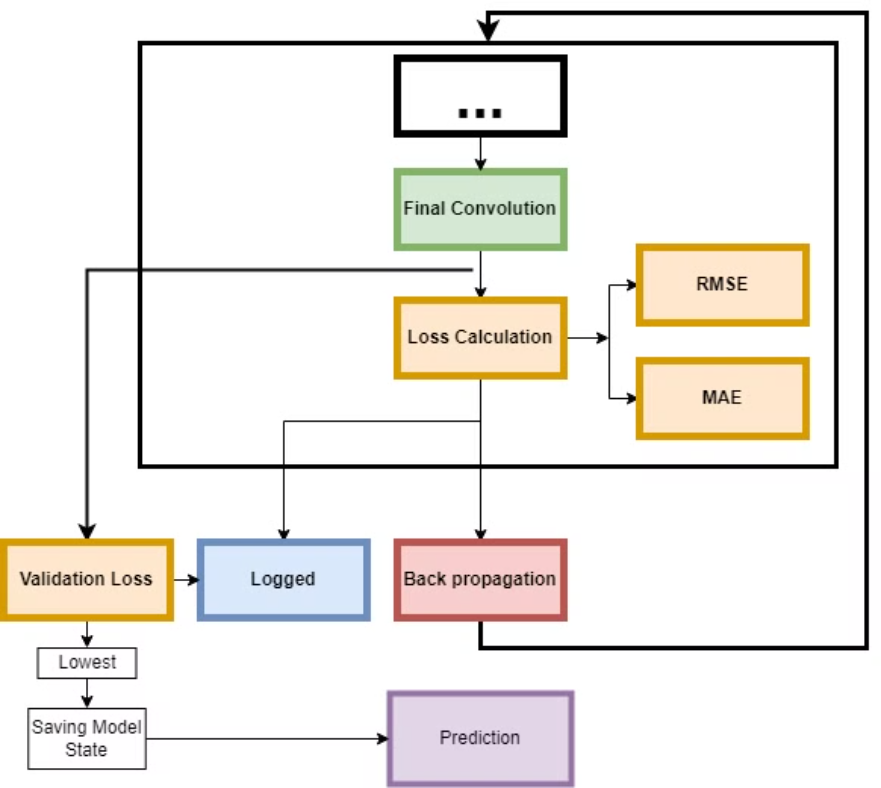 ...
Final Convolution
RMSE
Loss Calculation
MAE
Validation Loss
Logged
Back propagation
Lowest
Saving Model
State
Prediction